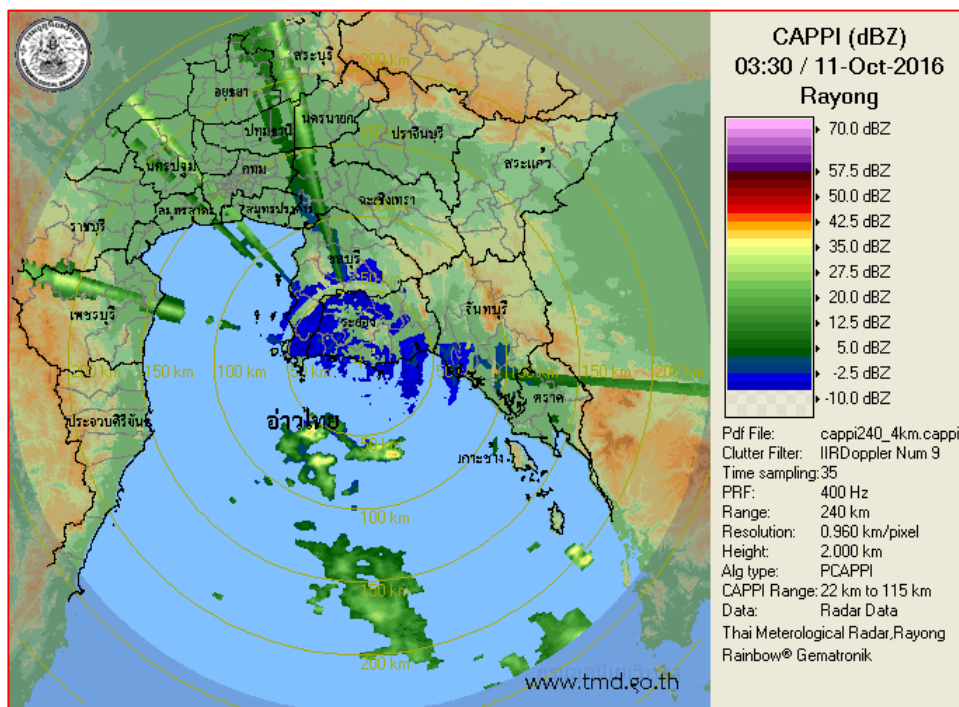 CAPPI (dBZ)
03:30 / 11-Oct-2016
Rayong
70.0 dBZ
57.5 dBZ
50.0 dBZ
42.5 dBZ
35.0 dBZ
27.5 dBZ
20.0 dBZ
12.5 dBZ
5.0 dBZ
-2.5 dBZ
-10.0 dBZ
Pdf File: cappi240_4km.cappi
Clutter Filter: IIRDoppler Num 9
Time sampling:35
PRF: 400 Hz
Range: 240 km
Resolution: 0.960 km/pixel
Height: 2.000 km
Alg type: PCAPPI
CAPPI Range: 22 km to 115 km
Data: Radar Data
Thai Meterological Radar,Rayong
Rainbow® Gematronik
200 km
สระบุรี
อยุธยา
ปทุมธานี
นครนายก
ปราจีนบุรี
สระแก้ว
นครปฐม
กทม
ฉะเชิงเทรา
สมุทรสาคร
สมุทรปราการ
ราชบุรี
ชลบุรี
เพชรบุรี
ระยอง
จันทบุรี
150 km
100 km
150 km
200 km
ตราด
ประจวบคีรีขันธ์
อ่าวไทย
50 km
เกาะช้าง
100 km
150 km
200 km
www.tmd.go.th